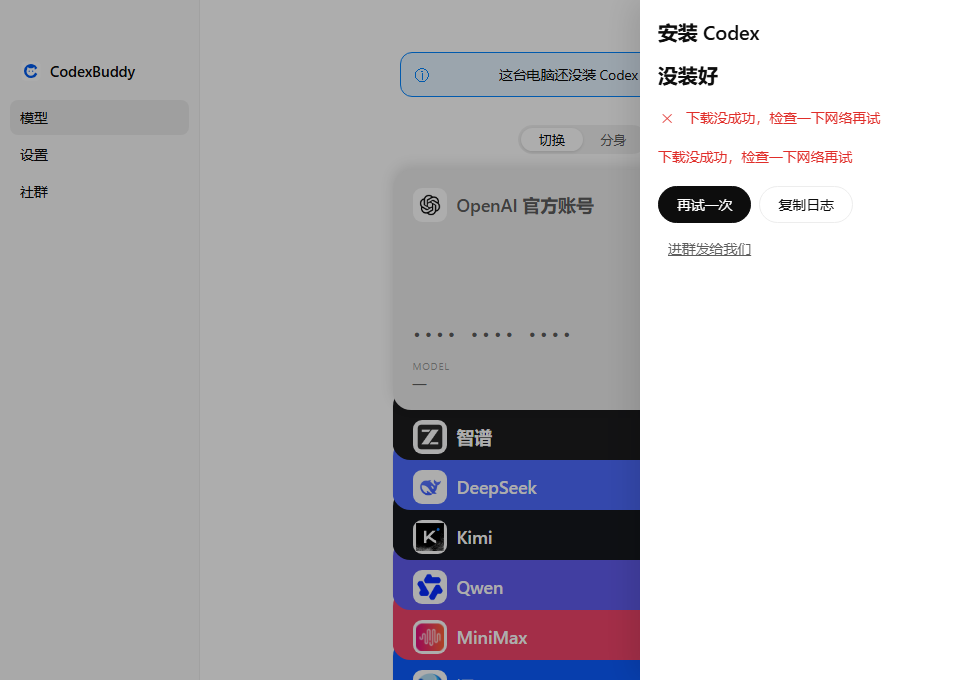 CodexBuddy
模型
设置
社群
这台电脑还没装 Codex
切换
分身
OpenAI 官方账号
•••• •••• ••••
MODEL
—
智谱
DeepSeek
Kimi
Qwen
MiniMax
安装 Codex
没装好
下载没成功，检查一下网络再试
下载没成功，检查一下网络再试
再试一次
复制日志
进群发给我们